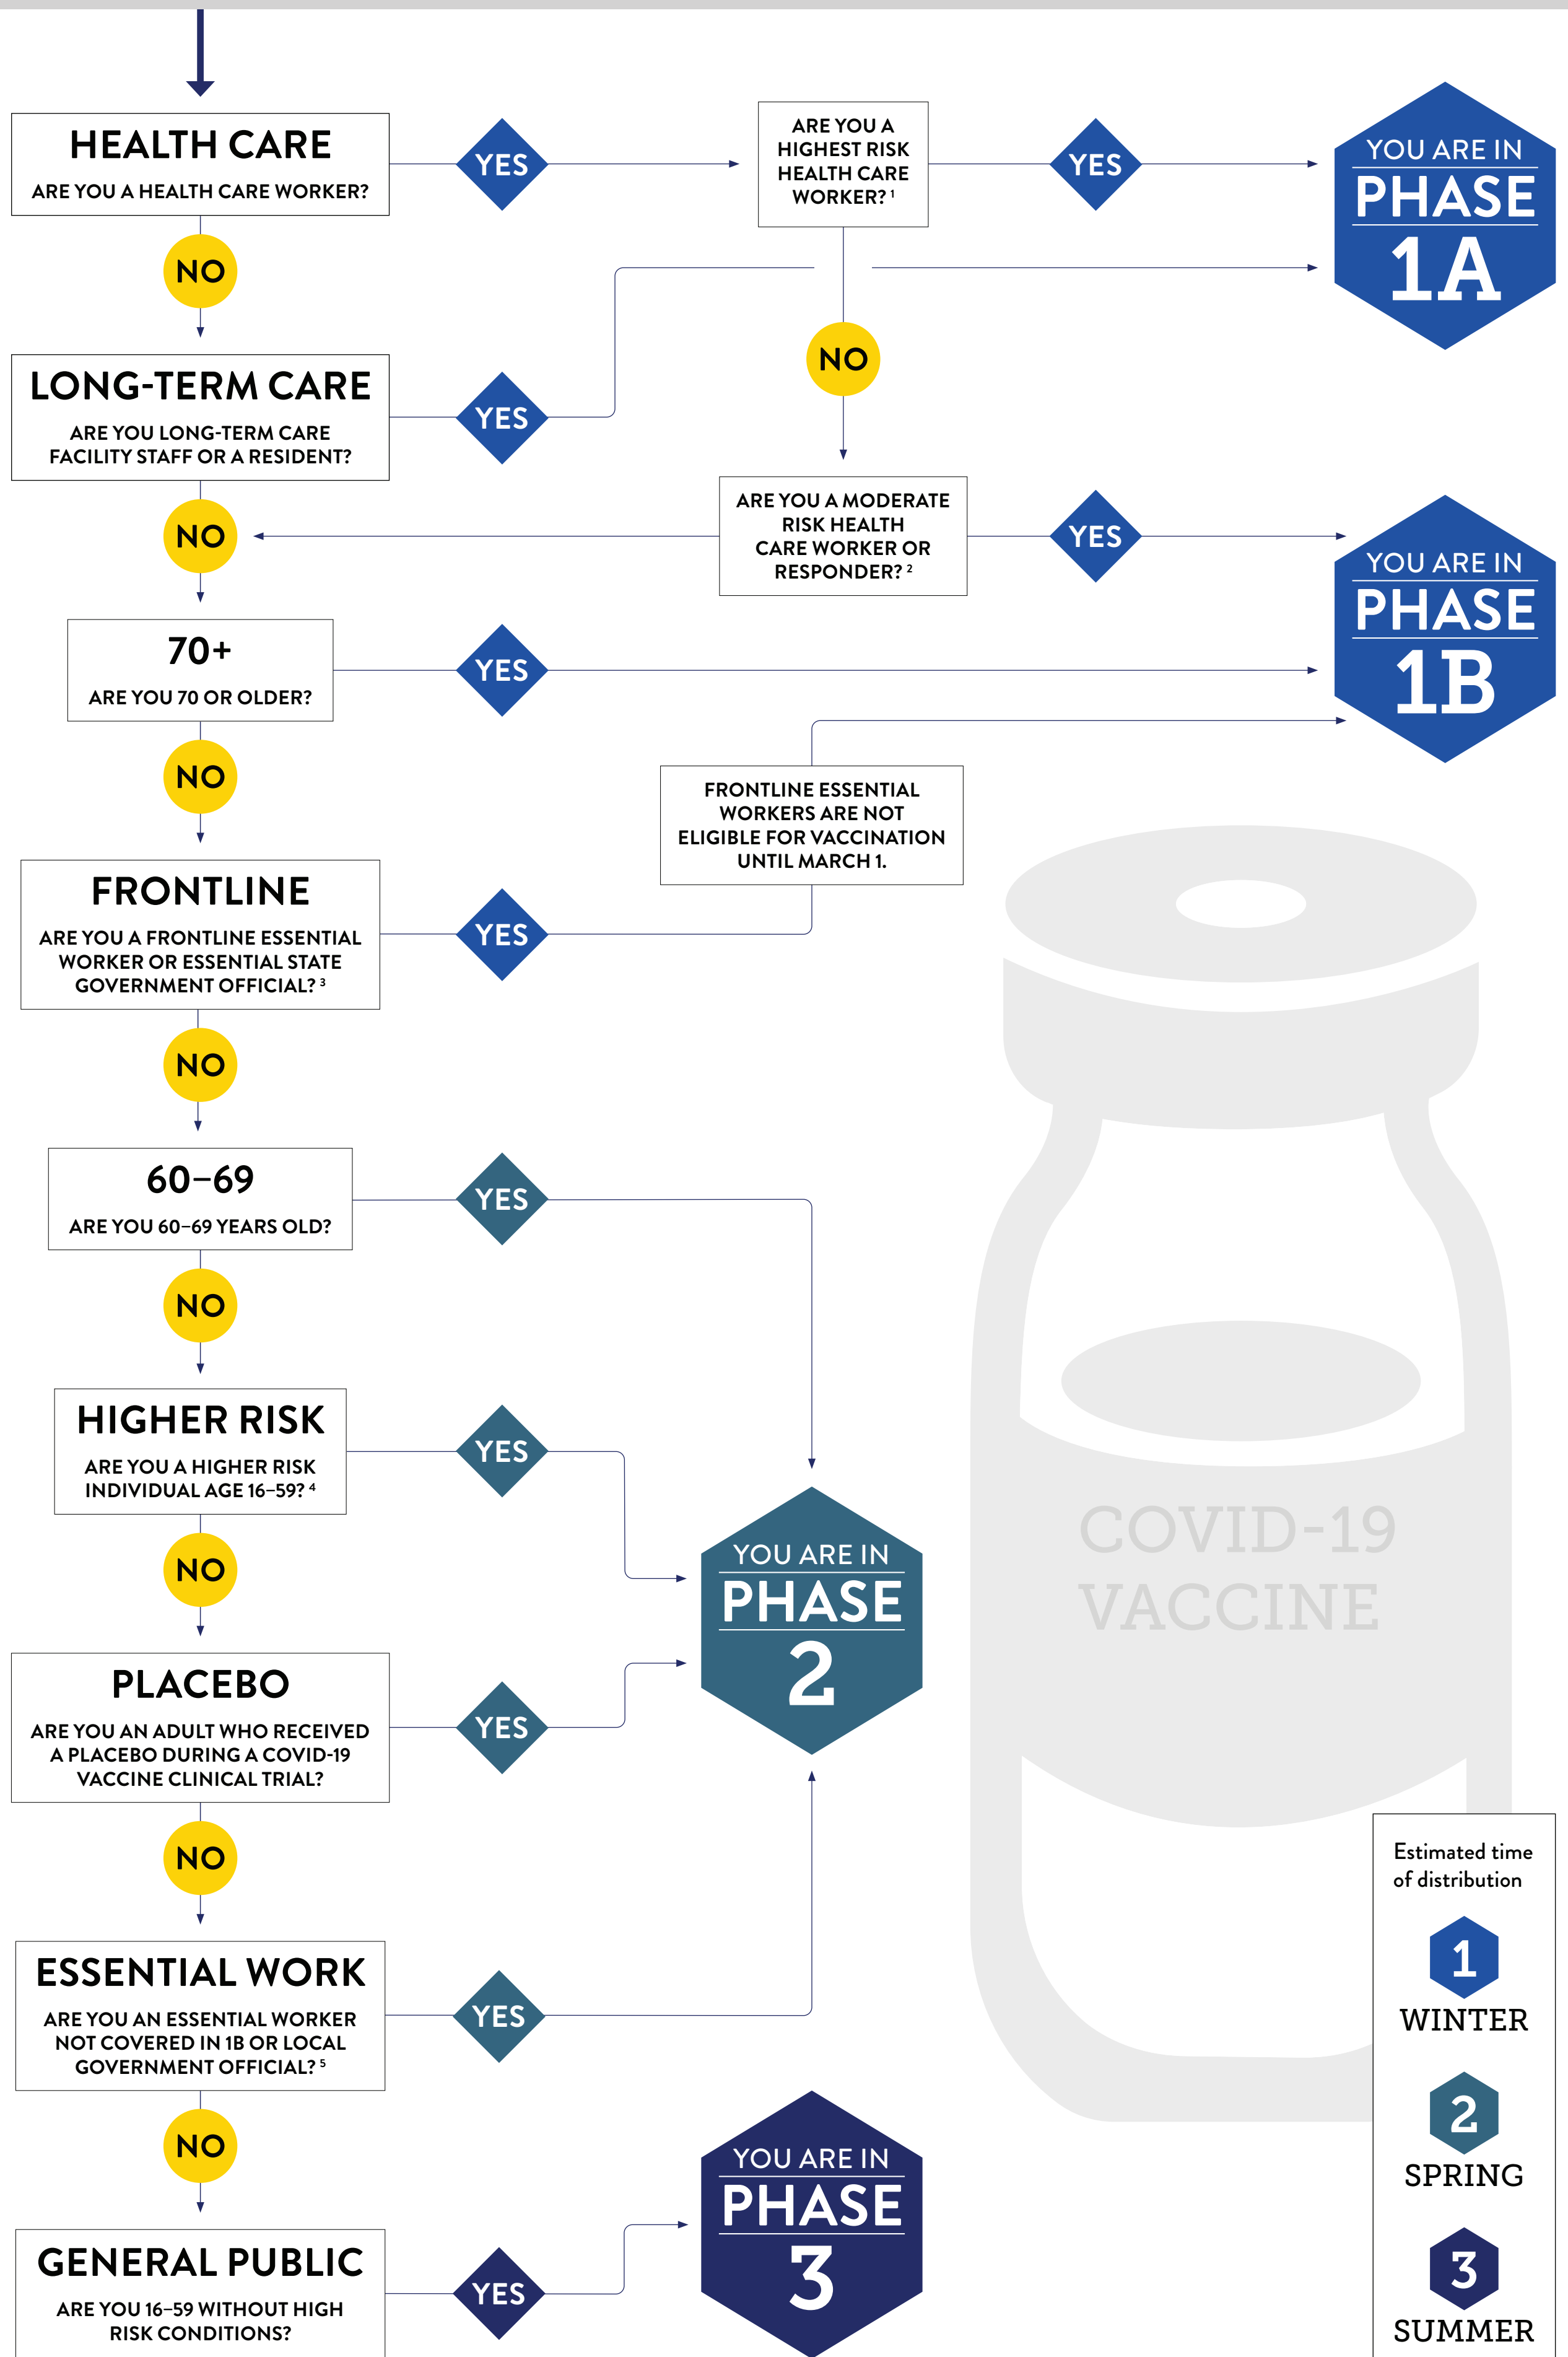 HEALTH CARE
ARE YOU A HEALTH CARE WORKER?
YES
ARE YOU A
HIGHEST RISK
HEALTH CARE
WORKER? 1
YES
YOU ARE IN
PHASE
1A
NO
NO
LONG-TERM CARE
ARE YOU LONG-TERM CARE
FACILITY STAFF OR A RESIDENT?
YES
NO
ARE YOU A MODERATE
RISK HEALTH
CARE WORKER OR
RESPONDER? 2
YES
YOU ARE IN
PHASE
1B
70+
ARE YOU 70 OR OLDER?
YES
NO
FRONTLINE ESSENTIAL
WORKERS ARE NOT
ELIGIBLE FOR VACCINATION
UNTIL MARCH 1.
FRONTLINE
ARE YOU A FRONTLINE ESSENTIAL
WORKER OR ESSENTIAL STATE
GOVERNMENT OFFICIAL? 3
YES
NO
60–69
ARE YOU 60–69 YEARS OLD?
YES
NO
HIGHER RISK
ARE YOU A HIGHER RISK
INDIVIDUAL AGE 16–59? 4
YES
NO
YOU ARE IN
PHASE
2
COVID-19
VACCINE
PLACEBO
ARE YOU AN ADULT WHO RECEIVED
A PLACEBO DURING A COVID-19
VACCINE CLINICAL TRIAL?
YES
NO
ESSENTIAL WORK
ARE YOU AN ESSENTIAL WORKER
NOT COVERED IN 1B OR LOCAL
GOVERNMENT OFFICIAL? 5
YES
NO
GENERAL PUBLIC
ARE YOU 16–59 WITHOUT HIGH
RISK CONDITIONS?
YES
YOU ARE IN
PHASE
3
Estimated time
of distribution
1
WINTER
2
SPRING
3
SUMMER